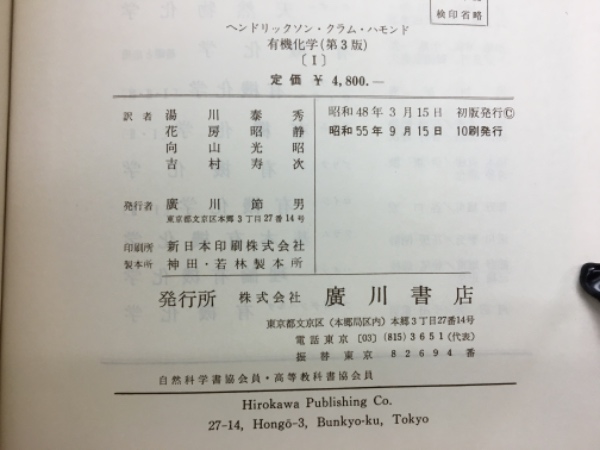 検印省略
ヘンドリックソン・クラム・ハモンド
有機化学(第3版)
〔I〕
定価 ¥ 4,800.—
訳者 湯川泰秀
花房昭静
向山光昭
吉村寿次
昭和48年3月15日 初版発行©
昭和55年9月15日 10刷発行
発行者 廣川節男
東京都文京区本郷3丁目27番14号
印刷所 新日本印刷株式会社
製本所 神田・若林製本所
発行所 株式会社 廣川書店
東京都文京区(本郷局区内)本郷3丁目27番14号
電話東京〔03〕(815)3651(代表)
振替東京 82694番
自然科学書協会会員・高等教科書協会員
Hirokawa Publishing Co.
27-14, Hongō-3, Bunkyo-ku, Tokyo